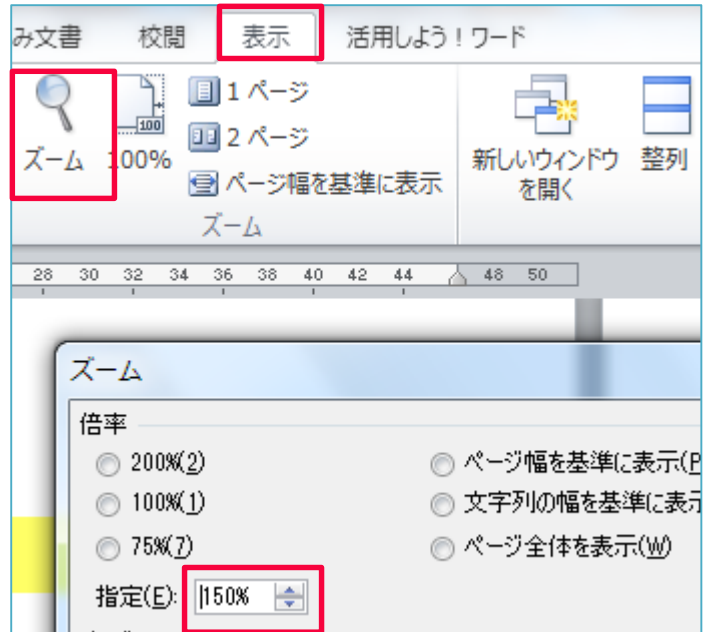 み文書 校閲 表示 活用しよう!ワード
ズーム
100
100%
1 ページ
2 ページ
ページ幅を基準に表示
新しいウィンドウ
を開く
整列
ズーム
28 30 32 34 36 38 40 42 44 48 50
ズーム
倍率
200%(2) ページ幅を基準に表示(P
100%(1) 文字列の幅を基準に表示
75%(7) ページ全体を表示(W)
指定(E): 150%